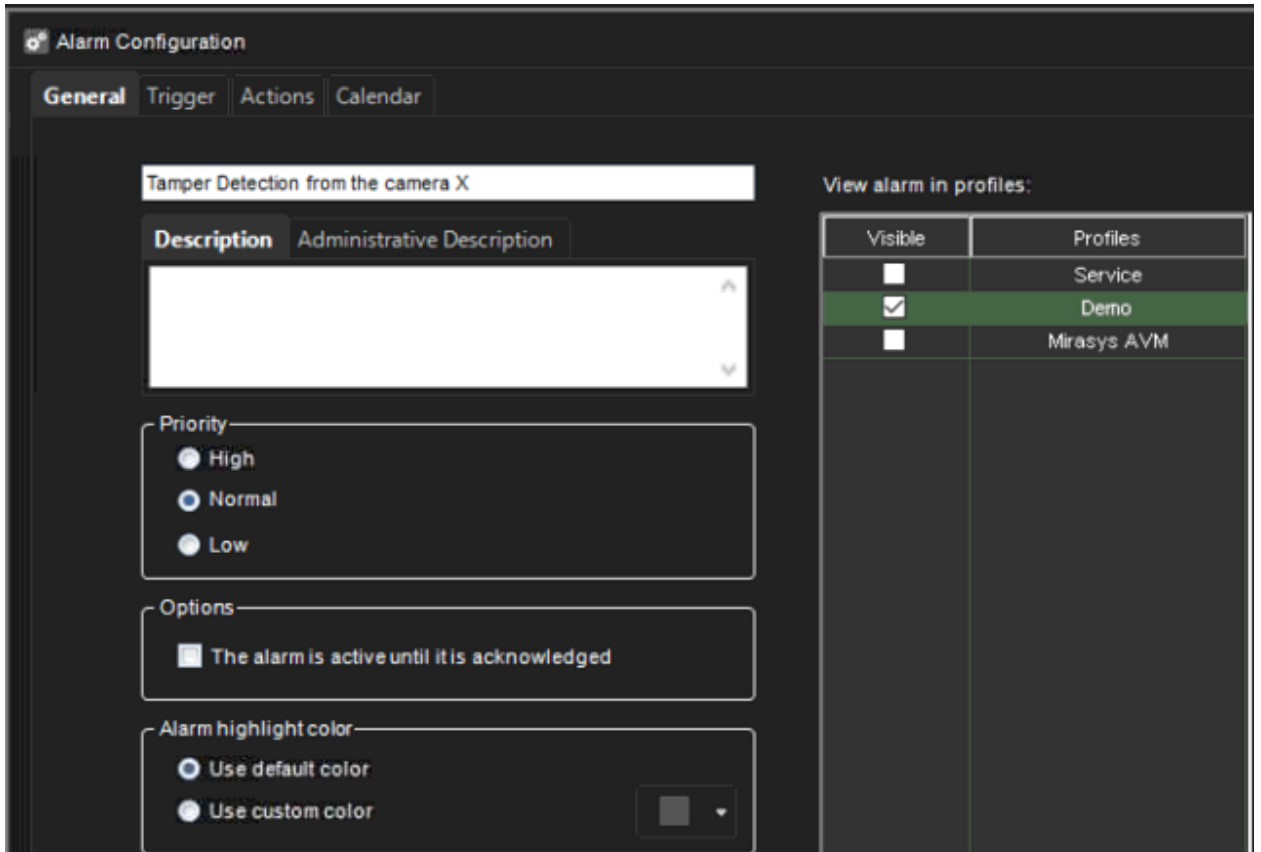 Alarm Configuration
General Trigger Actions Calendar
Tamper Detection from the camera X
Description Administrative Description
Priority
High
Normal
Low
Options
The alarm is active until it is acknowledged
Alarm highlight color
Use default color
Use custom color
View alarm in profiles:
Visible Profiles
Service
Demo
Mirasys AVM